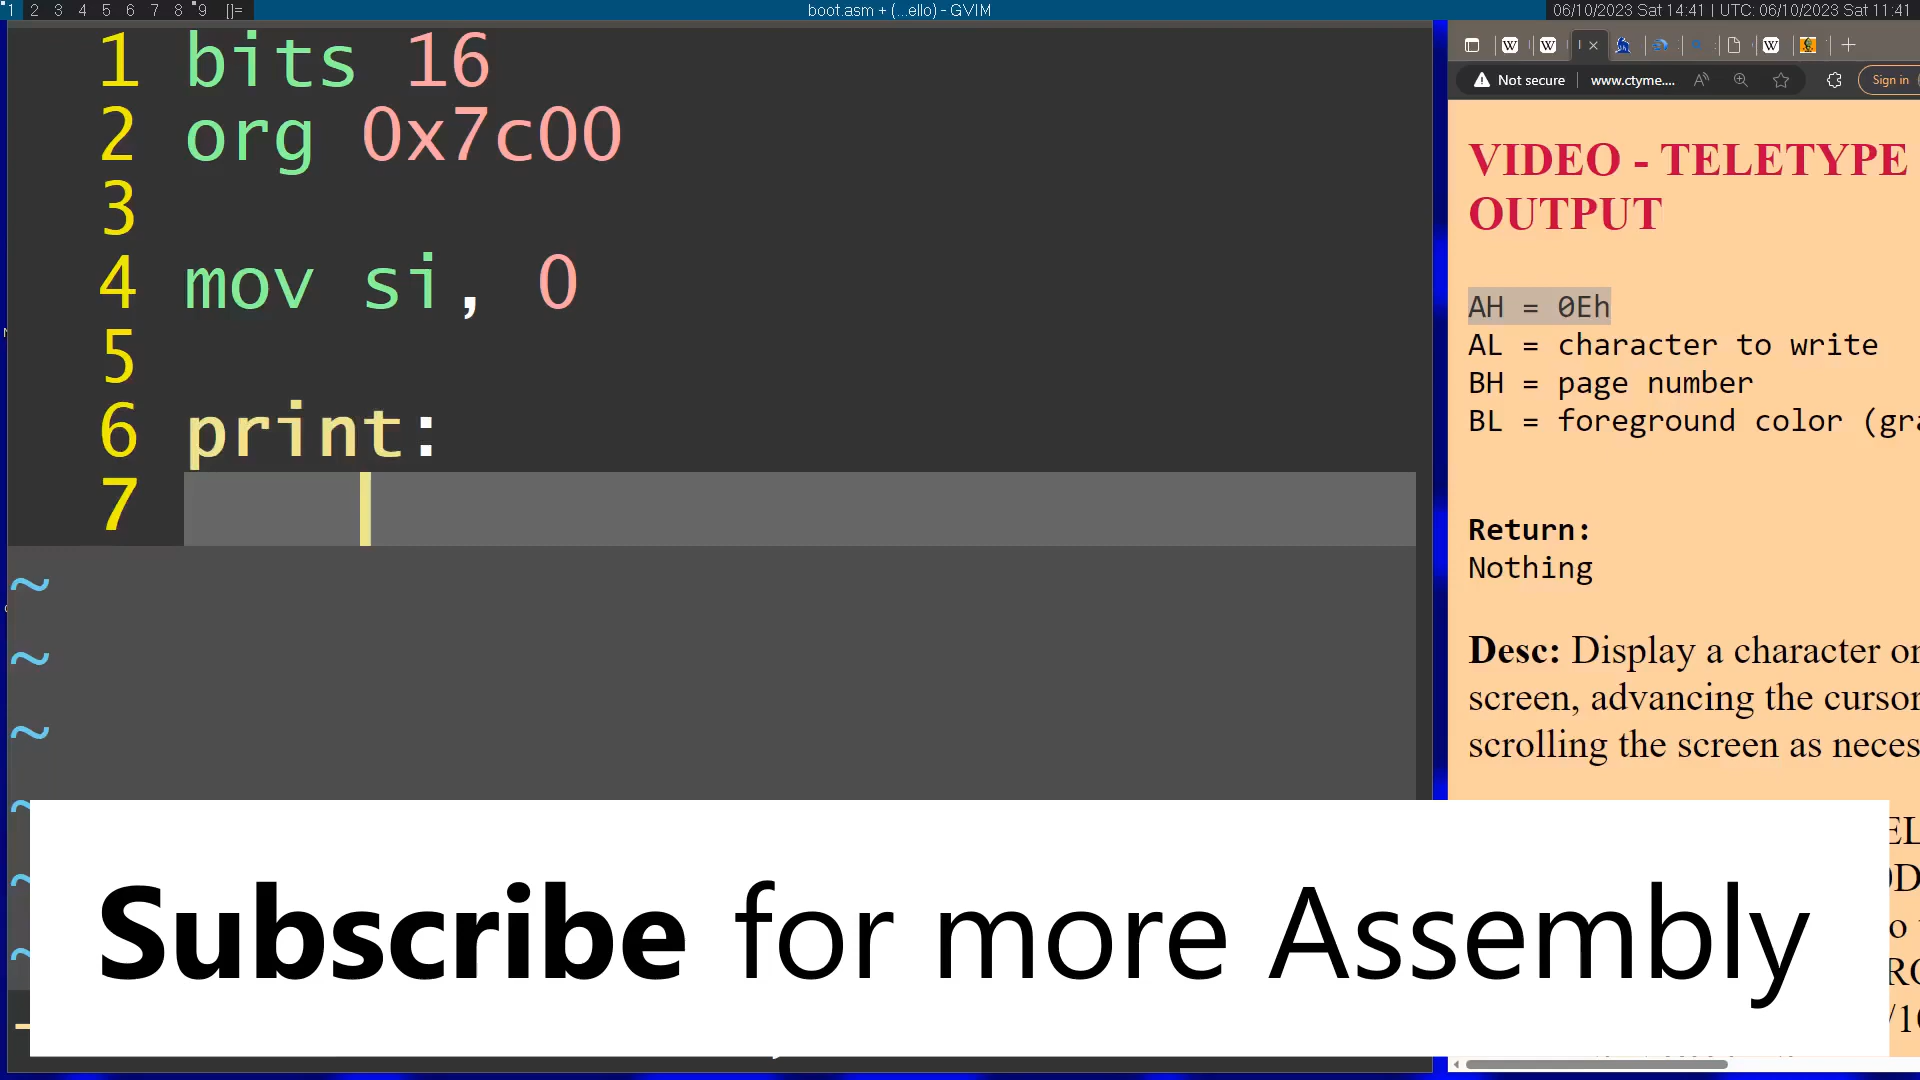 1 2 3 4 5 6 7 8 9 []= boot.asm + (...ello) - GVIM 06/10/2023 Sat 14:41 | UTC: 06/10/2023 Sat 11:41
1 bits 16
2 org 0x7c00
3
4 mov si, 0
5
6 print:
7
~
~
~
~
~
~
Not secure www.ctyme.... Sign in
VIDEO - TELETYPE
OUTPUT
AH = 0Eh
AL = character to write
BH = page number
BL = foreground color (gra
Return:
Nothing
Desc: Display a character on
screen, advancing the cursor
scrolling the screen as neces
Subscribe for more Assembly